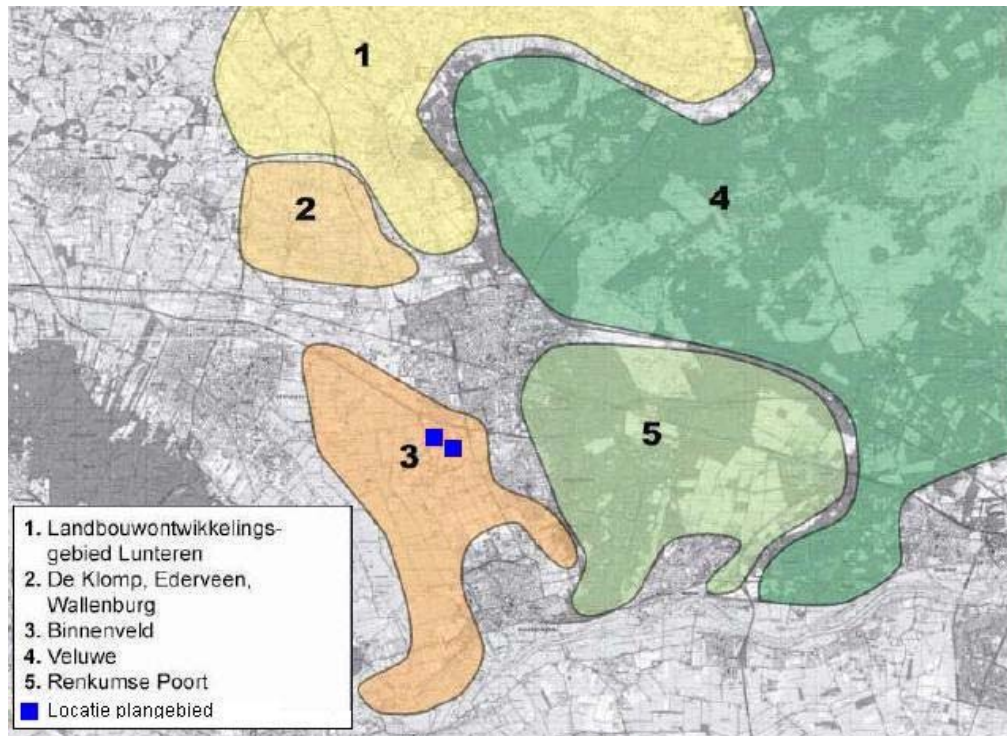 1
2
3
4
5
1. Landbouwontwikkelings-
gebied Lunteren
2. De Klomp, Ederveen,
Wallenburg
3. Binnenveld
4. Veluwe
5. Renkumse Poort
Locatie plangebied